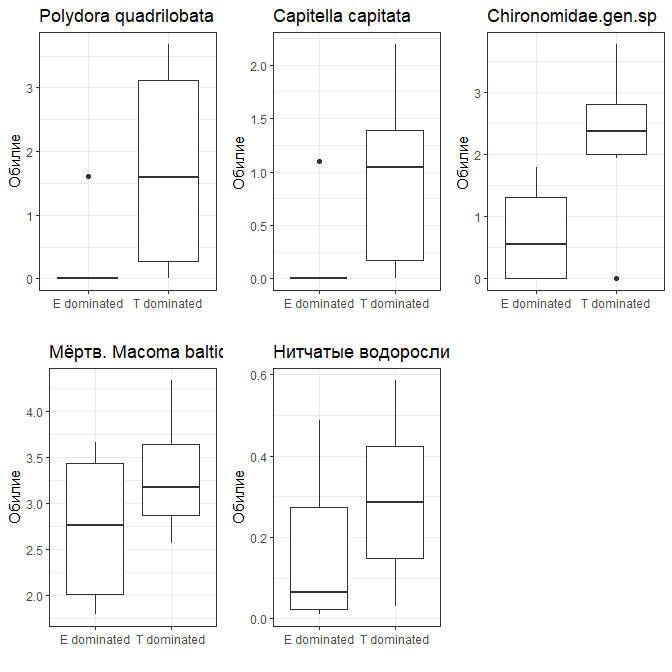 Polydora quadrilobata
Capitella capitata
Chironomidae.gen.sp
Обилие
3
2
1
0
E dominated
T dominated
Обилие
2.0
1.5
1.0
0.5
0.0
E dominated
T dominated
Обилие
3
2
1
0
E dominated
T dominated
Мёртв. Macoma baltic
Нитчатые водоросли
Обилие
4.0
3.5
3.0
2.5
2.0
E dominated
T dominated
Обилие
0.6
0.4
0.2
0.0
E dominated
T dominated